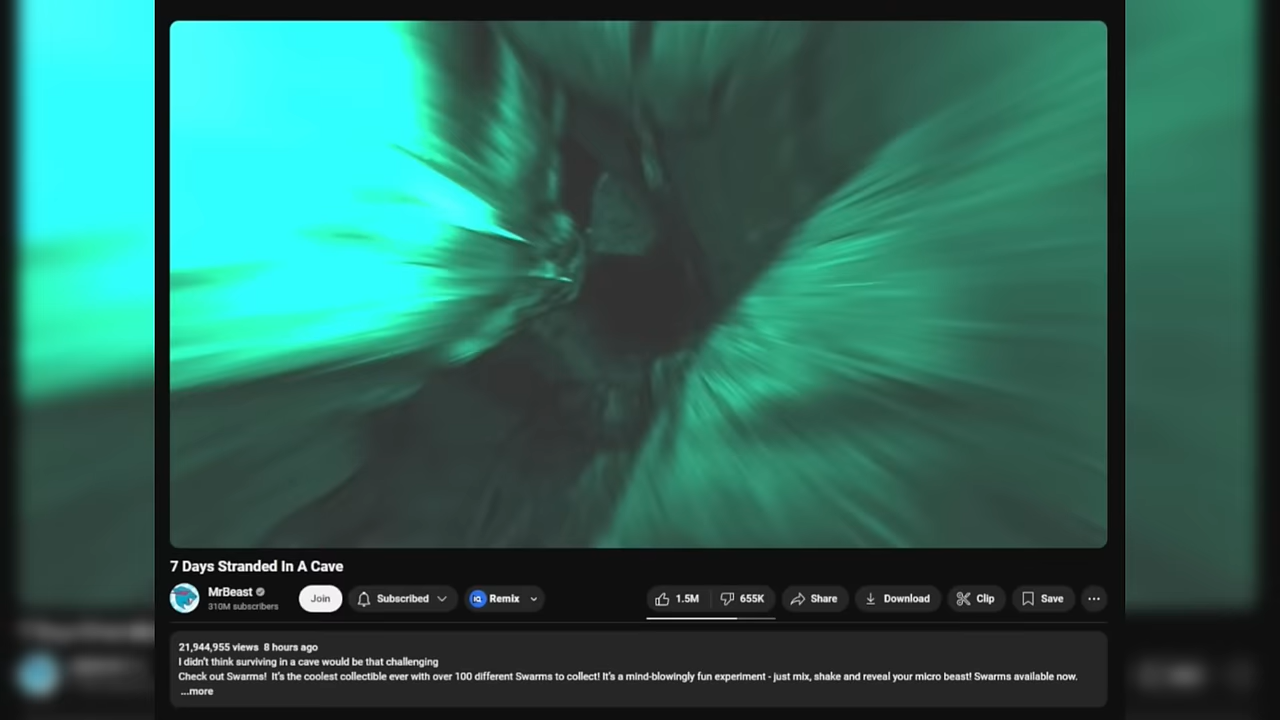 7 Days Stranded In A Cave
MrBeast
310M subscribers
Join
Subscribed
Remix
1.5M
655K
Share
Download
Clip
Save
21,944,955 views 8 hours ago
I didn't think surviving in a cave would be that challenging
Check out Swarms! It's the coolest collectible ever with over 100 different Swarms to collect! It's a mind-blowingly fun experiment - just mix, shake and reveal your micro beast! Swarms available now.
...more